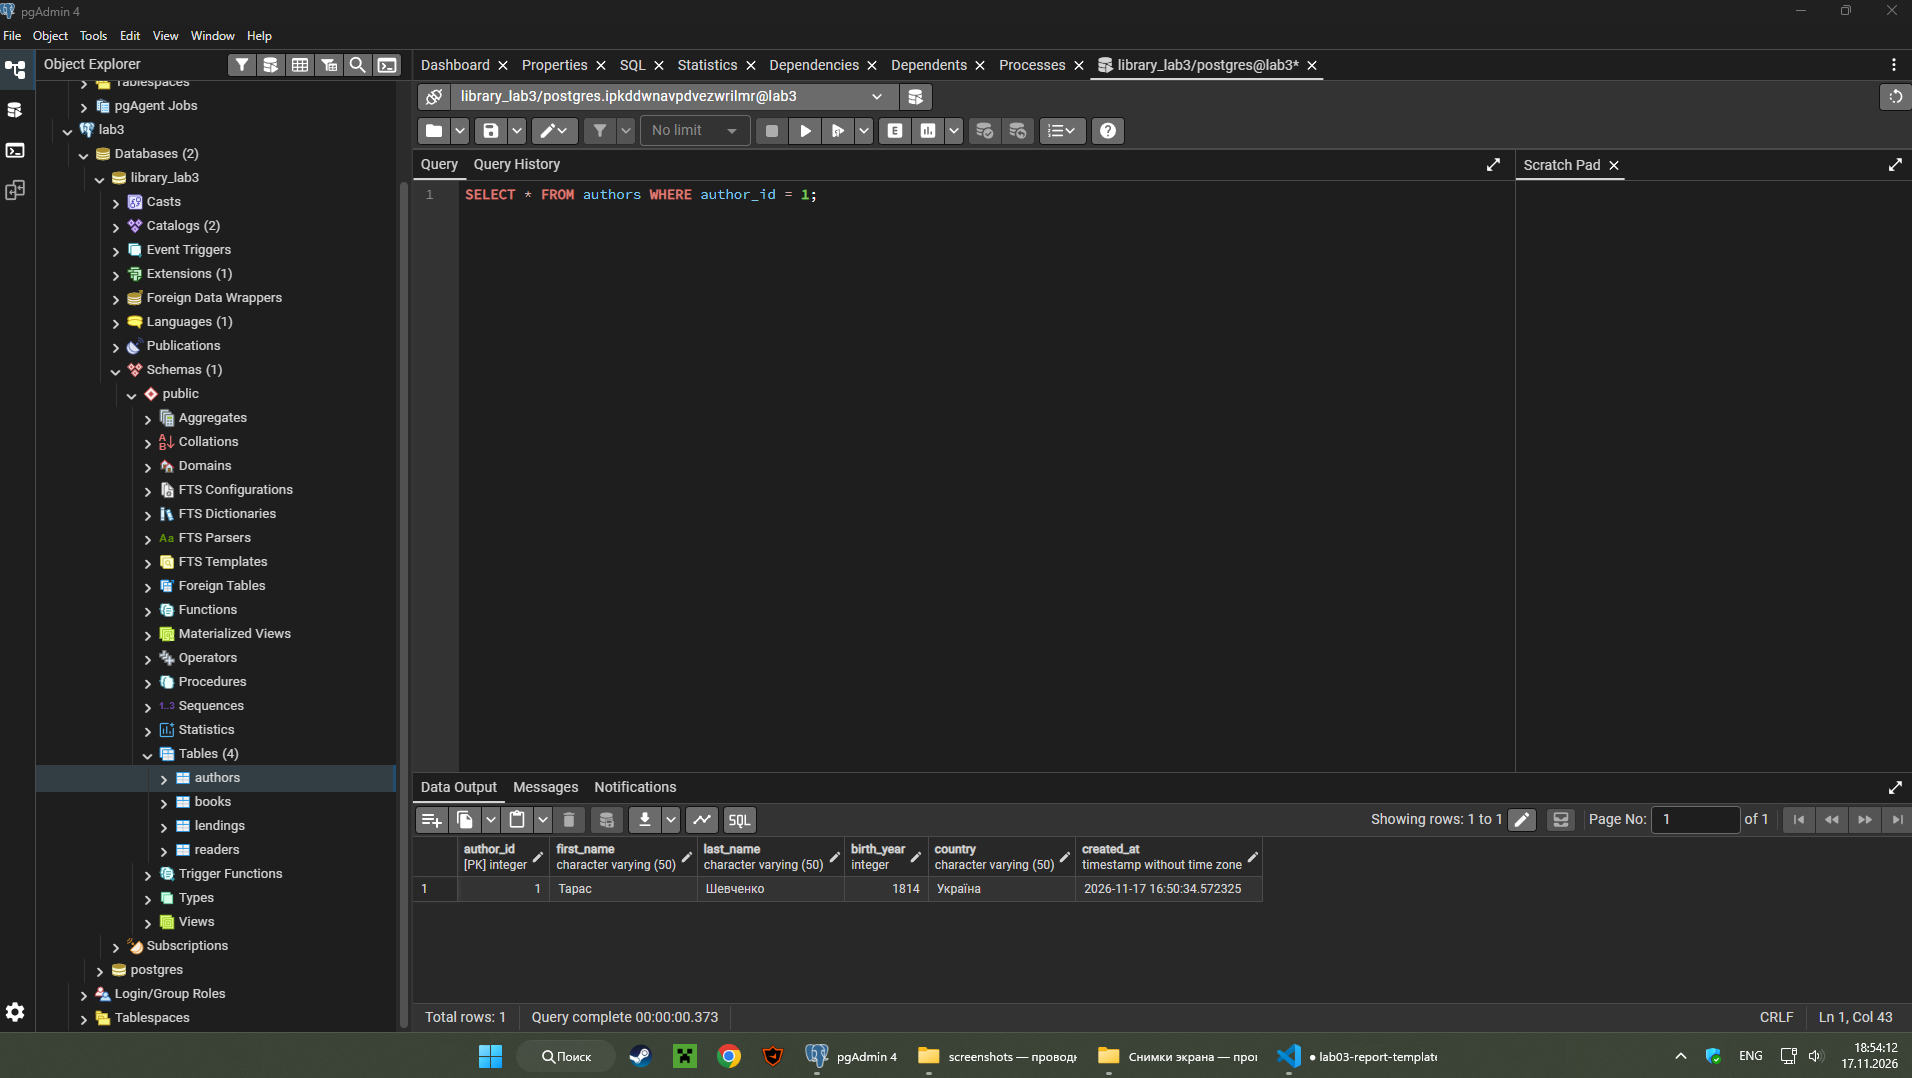 pgAdmin 4
File Object Tools Edit View Window Help
Object Explorer
Tablespaces
pgAgent Jobs
lab3
Databases (2)
library_lab3
Casts
Catalogs (2)
Event Triggers
Extensions (1)
Foreign Data Wrappers
Languages (1)
Publications
Schemas (1)
public
Aggregates
Collations
Domains
FTS Configurations
FTS Dictionaries
Aa FTS Parsers
FTS Templates
Foreign Tables
Functions
Materialized Views
Operators
Procedures
1..3 Sequences
Statistics
Tables (4)
authors
books
lendings
readers
Trigger Functions
Types
Views
Subscriptions
postgres
Login/Group Roles
Tablespaces
Dashboard Properties SQL Statistics Dependencies Dependents Processes library_lab3/postgres@lab3*
library_lab3/postgres.ipkddwnavpdvezwrilmr@lab3
No limit E
Query Query History
Scratch Pad
1 SELECT * FROM authors WHERE author_id = 1;
Data Output Messages Notifications
SQL Showing rows: 1 to 1 Page No: 1 of 1
author_id first_name last_name birth_year country created_at
[PK] integer character varying (50) character varying (50) integer character varying (50) timestamp without time zone
1 1 Тарас Шевченко 1814 Україна 2026-11-17 16:50:34.572325
Total rows: 1 Query complete 00:00:00.373 CRLF Ln 1, Col 43
Поиск pgAdmin 4 screenshots — провод Снимки экрана — про ● lab03-report-templat ENG 18:54:12
17.11.2026